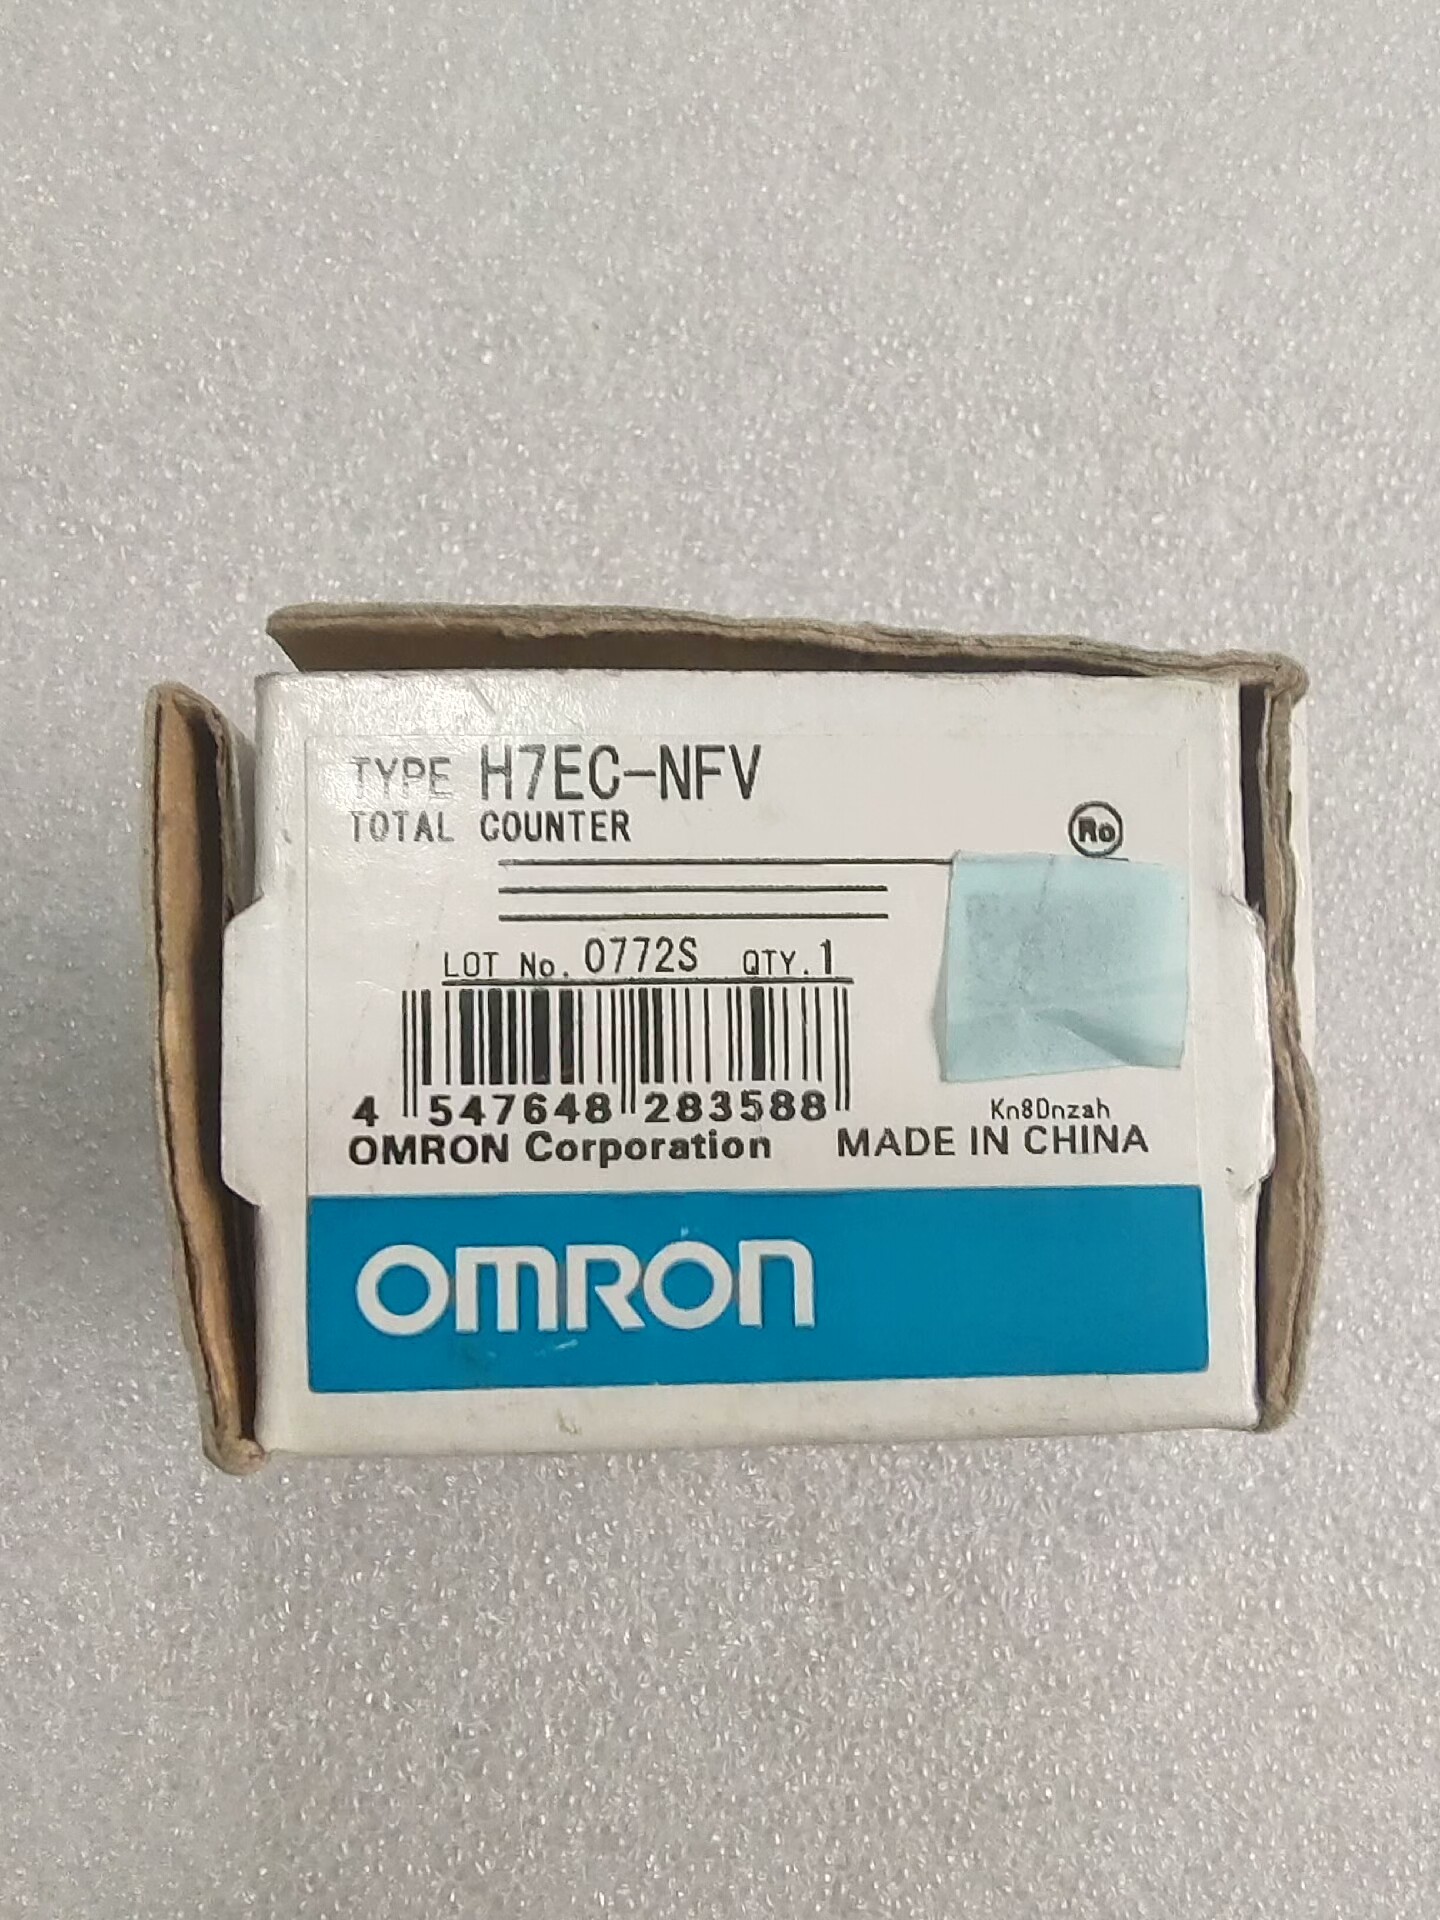 TYPE H7EC-NFV
TOTAL COUNTER
Ro
LOT No. 0772S QTY. 1
4 547648 283588
Kn8Dnzah
OMRON Corporation MADE IN CHINA
OMRON